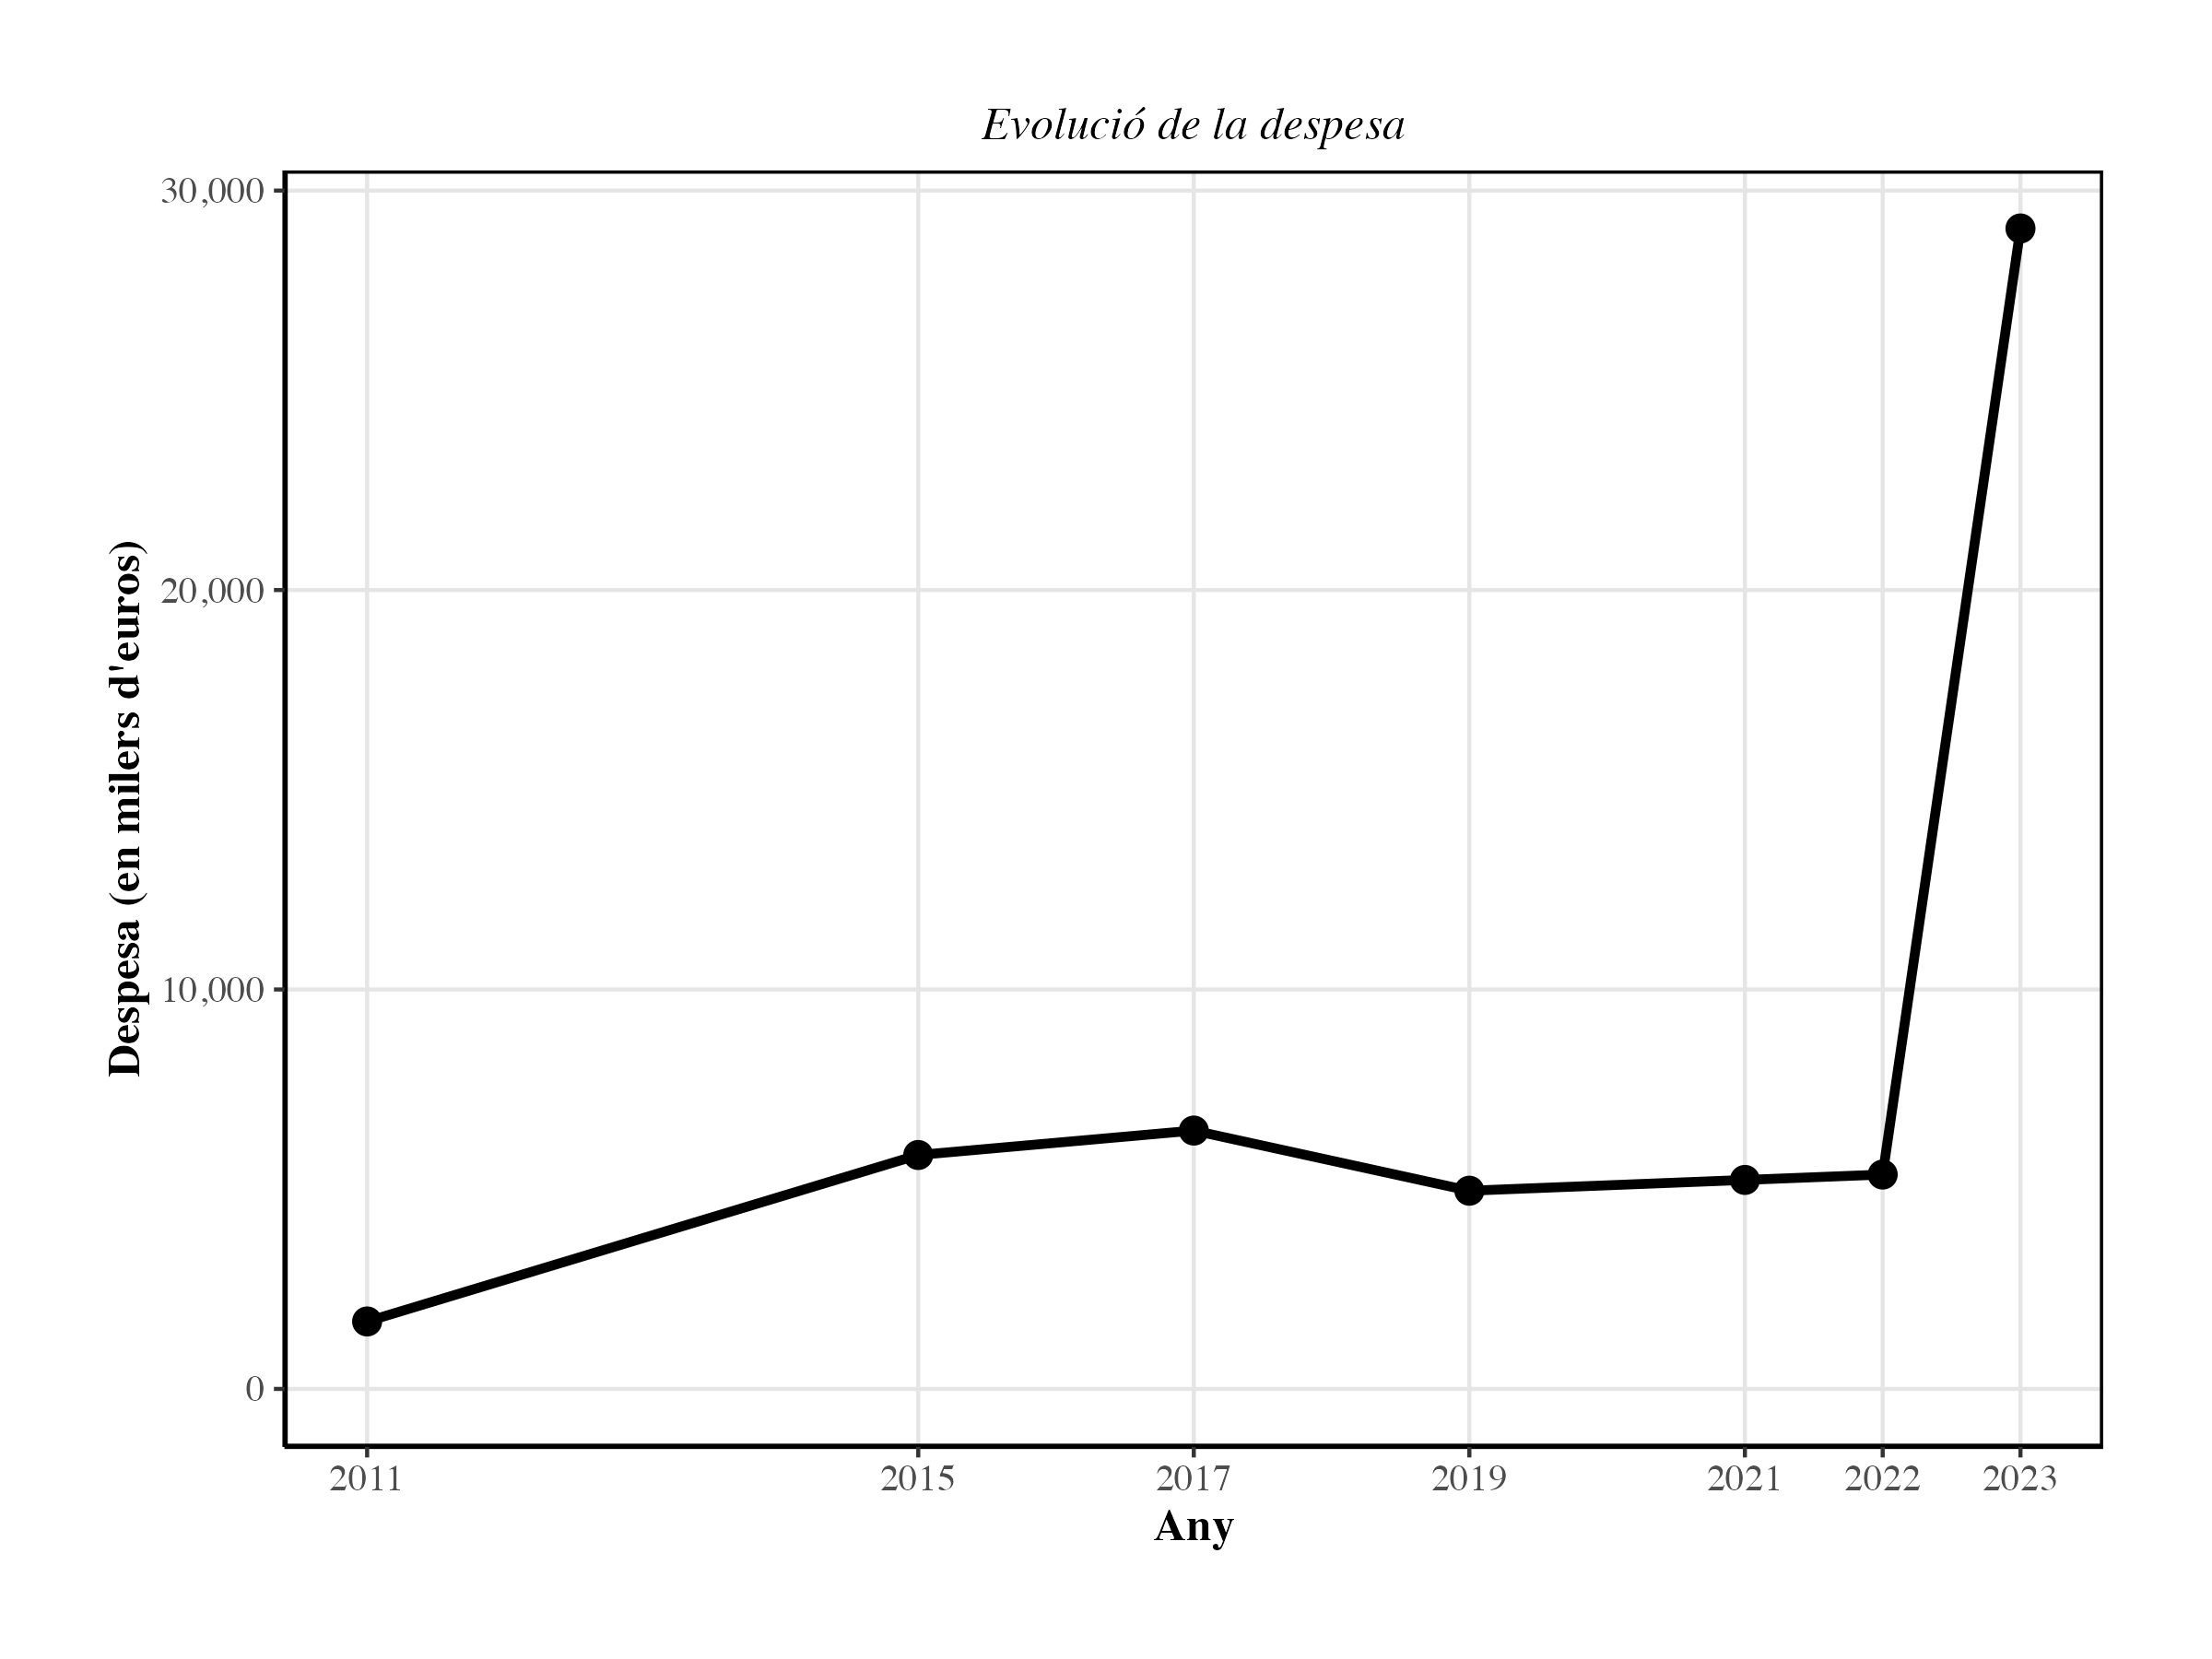 Evolució de la despesa
Despesa (en milers d'euros)
30,000
20,000
10,000
0
2011 2015 2017 2019 2021 2022 2023
Any